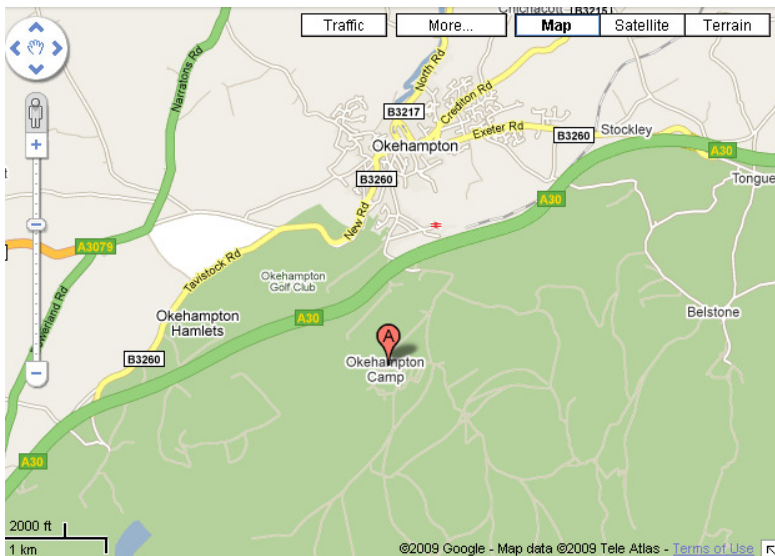 Chichacott
B3215
Traffic
More...
Map
Satellite
Terrain
Narratons Rd
North Rd
Crediton Rd
B3217
Exeter Rd
B3260
Stockley
Okehampton
A30
B3260
Tongue
A30
New Rd
A3079
Tavistock Rd
Okehampton
Golf Club
Belstone
Okehampton
Hamlets
A30
A
B3260
Okehampton
Camp
A30
2000 ft
1 km
©2009 Google - Map data ©2009 Tele Atlas - Terms of Use